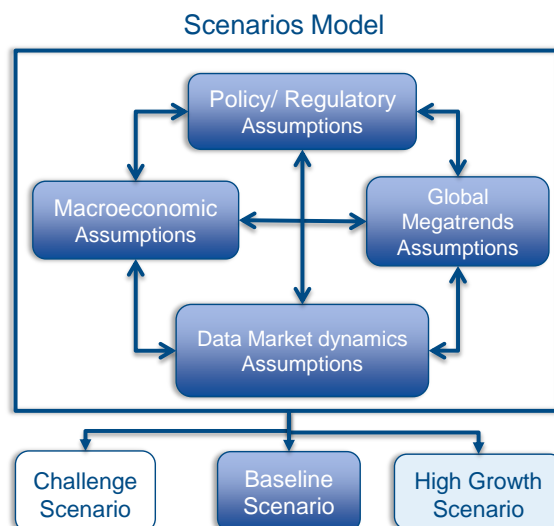 Scenarios Model
Policy/ Regulatory
Assumptions
Macroeconomic
Assumptions
Global
Megatrends
Assumptions
Data Market dynamics
Assumptions
Challenge
Scenario
Baseline
Scenario
High Growth
Scenario